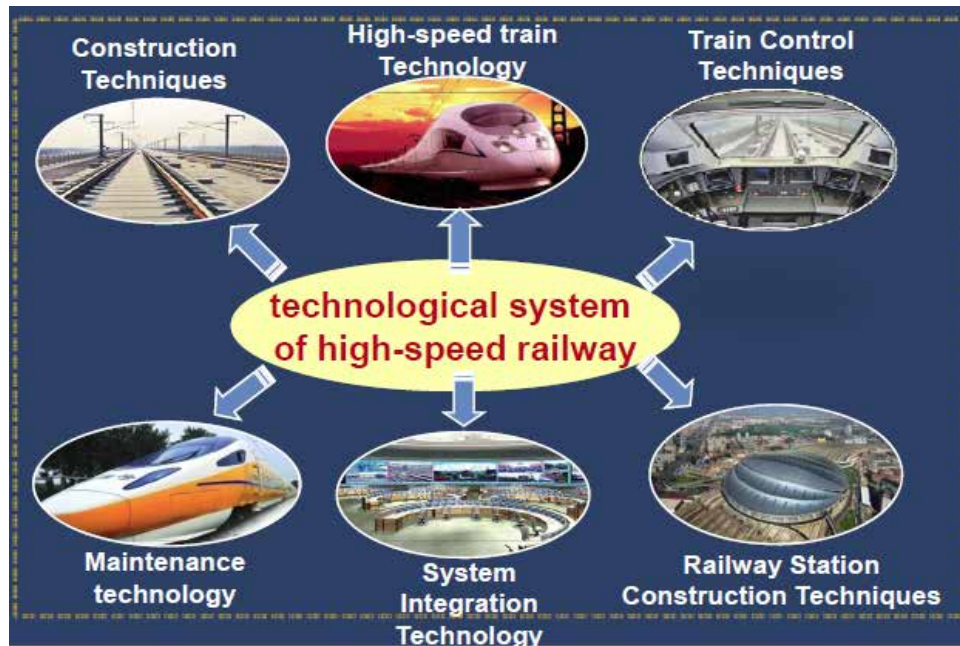 Construction
Techniques
High-speed train
Technology
Train Control
Techniques
technological system
of high-speed railway
Maintenance
technology
System
Integration
Technology
Railway Station
Construction Techniques